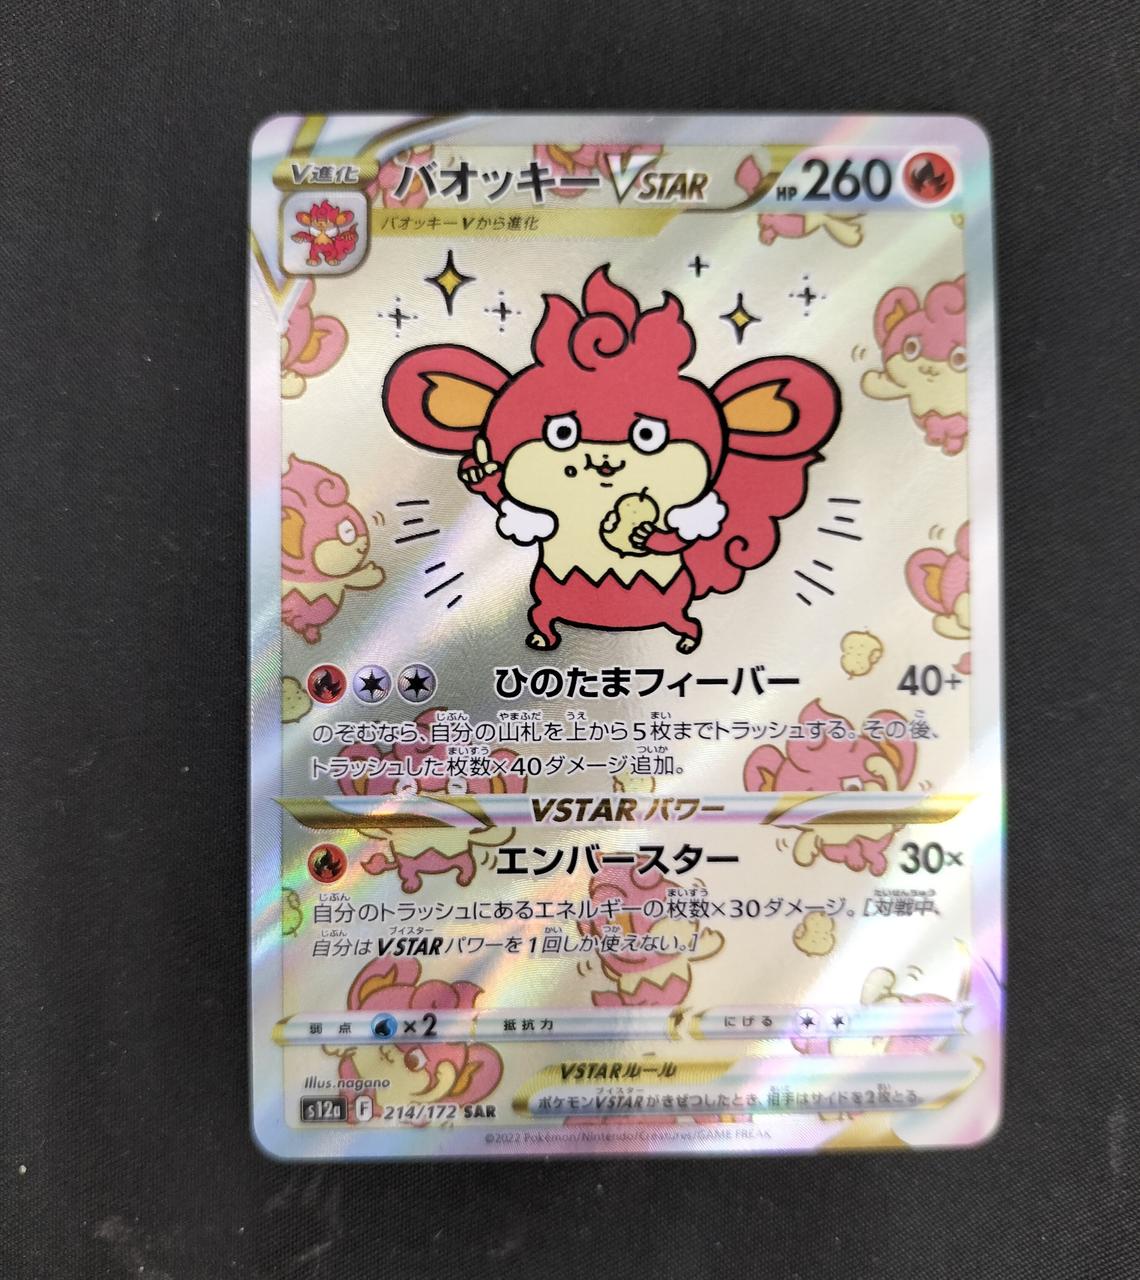 V進化
バオッキーVSTAR
HP 260
バオッキーVから進化
ひのたまフィーバー 40+
のぞむなら、自分の山札を上から5枚までトラッシュする。その後、
トラッシュした枚数×40ダメージ追加。
VSTARパワー
エンバースター 30×
自分のトラッシュにあるエネルギーの枚数×30ダメージ。[対戦中、
自分はVSTARパワーを1回しか使えない。]
弱点 ×2 抵抗力 にげる
VSTARルール
ポケモンVSTARがきぜつしたとき、相手はサイドを2枚とる。
Illus. nagano
s12a F 214/172 SAR
©2022 Pokémon/Nintendo/Creatures/GAME FREAK